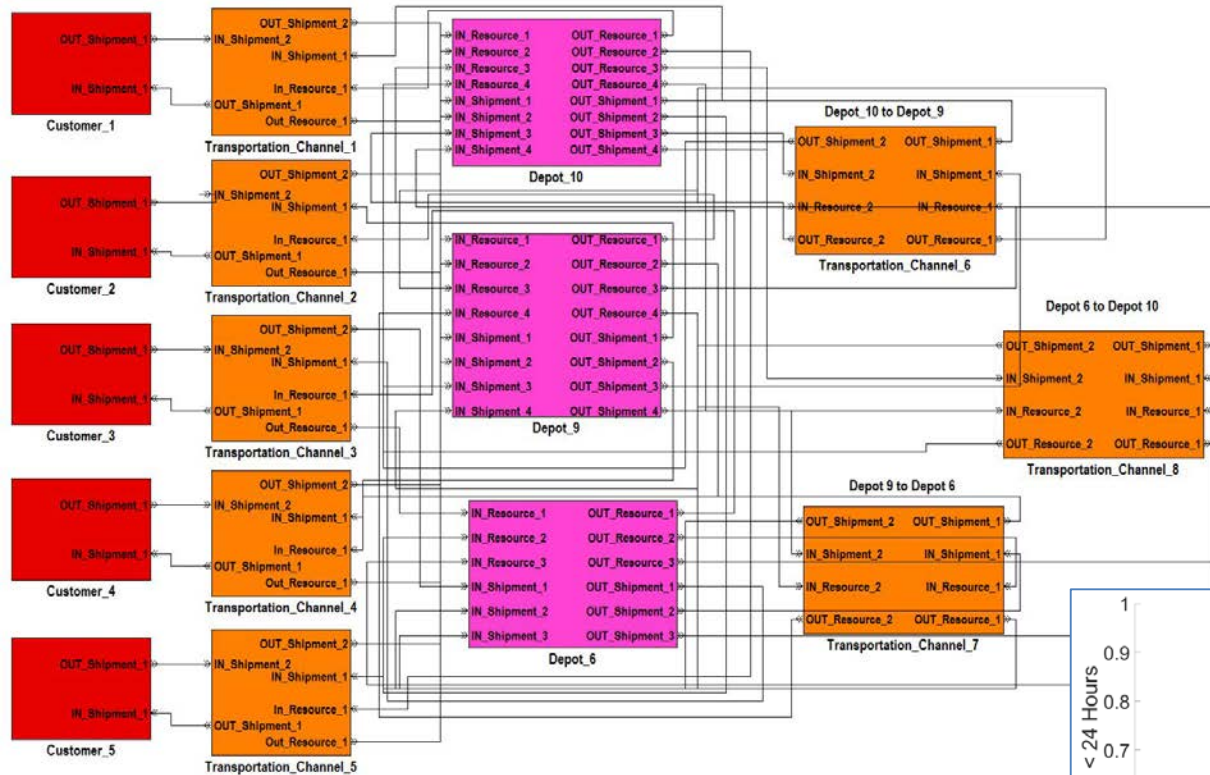 OUT_Shipment_1
IN_Shipment_1
Customer_1
OUT_Shipment_2
IN_Shipment_2
IN_Shipment_1
In_Resource_1
OUT_Shipment_1
Out_Resource_1
Transportation_Channel_1
OUT_Shipment_1
IN_Shipment_1
Customer_2
OUT_Shipment_2
IN_Shipment_2
IN_Shipment_1
In_Resource_1
OUT_Shipment_1
Out_Resource_1
Transportation_Channel_2
OUT_Shipment_1
IN_Shipment_1
Customer_3
OUT_Shipment_2
IN_Shipment_2
IN_Shipment_1
In_Resource_1
OUT_Shipment_1
Out_Resource_1
Transportation_Channel_3
OUT_Shipment_1
IN_Shipment_1
Customer_4
OUT_Shipment_2
IN_Shipment_2
IN_Shipment_1
In_Resource_1
OUT_Shipment_1
Out_Resource_1
Transportation_Channel_4
OUT_Shipment_1
IN_Shipment_1
Customer_5
OUT_Shipment_2
IN_Shipment_2
IN_Shipment_1
In_Resource_1
OUT_Shipment_1
Out_Resource_1
Transportation_Channel_5
IN_Resource_1 OUT_Resource_1
IN_Resource_2 OUT_Resource_2
IN_Resource_3 OUT_Resource_3
IN_Resource_4 OUT_Resource_4
IN_Shipment_1 OUT_Shipment_1
IN_Shipment_2 OUT_Shipment_2
IN_Shipment_3 OUT_Shipment_3
IN_Shipment_4 OUT_Shipment_4
Depot_10
IN_Resource_1 OUT_Resource_1
IN_Resource_2 OUT_Resource_2
IN_Resource_3 OUT_Resource_3
IN_Resource_4 OUT_Resource_4
IN_Shipment_1 OUT_Shipment_1
IN_Shipment_2 OUT_Shipment_2
IN_Shipment_3 OUT_Shipment_3
IN_Shipment_4 OUT_Shipment_4
Depot_9
IN_Resource_1 OUT_Resource_1
IN_Resource_2 OUT_Resource_2
IN_Resource_3 OUT_Resource_3
IN_Shipment_1 OUT_Shipment_1
IN_Shipment_2 OUT_Shipment_2
IN_Shipment_3 OUT_Shipment_3
Depot_6
Depot_10 to Depot_9
OUT_Shipment_2 OUT_Shipment_1
IN_Shipment_2 IN_Shipment_1
IN_Resource_2 IN_Resource_1
OUT_Resource_2 OUT_Resource_1
Transportation_Channel_6
Depot 6 to Depot 10
OUT_Shipment_2 OUT_Shipment_1
IN_Shipment_2 IN_Shipment_1
IN_Resource_2 IN_Resource_1
OUT_Resource_2 OUT_Resource_1
Transportation_Channel_8
Depot 9 to Depot 6
OUT_Shipment_2 OUT_Shipment_1
IN_Shipment_2 IN_Shipment_1
IN_Resource_2 IN_Resource_1
OUT_Resource_2 OUT_Resource_1
Transportation_Channel_7
1
0.9
0.8
0.7
< 24 Hours